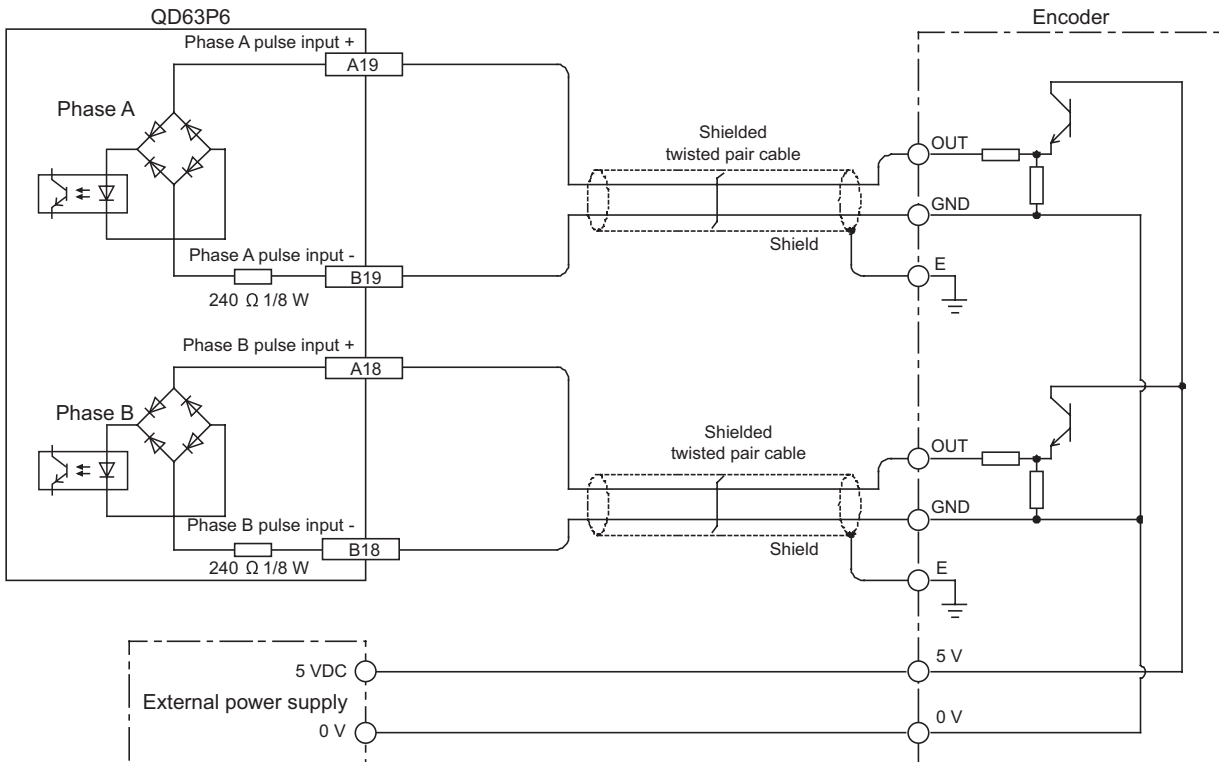 QD63P6
Encoder
Phase A pulse input +
A19
Phase A
Shielded
twisted pair cable
OUT
GND
Shield
Phase A pulse input -
B19
240 Ω 1/8 W
E
Phase B pulse input +
A18
Phase B
Shielded
twisted pair cable
OUT
GND
Phase B pulse input -
B18
Shield
240 Ω 1/8 W
E
5 VDC
5 V
External power supply
0 V
0 V